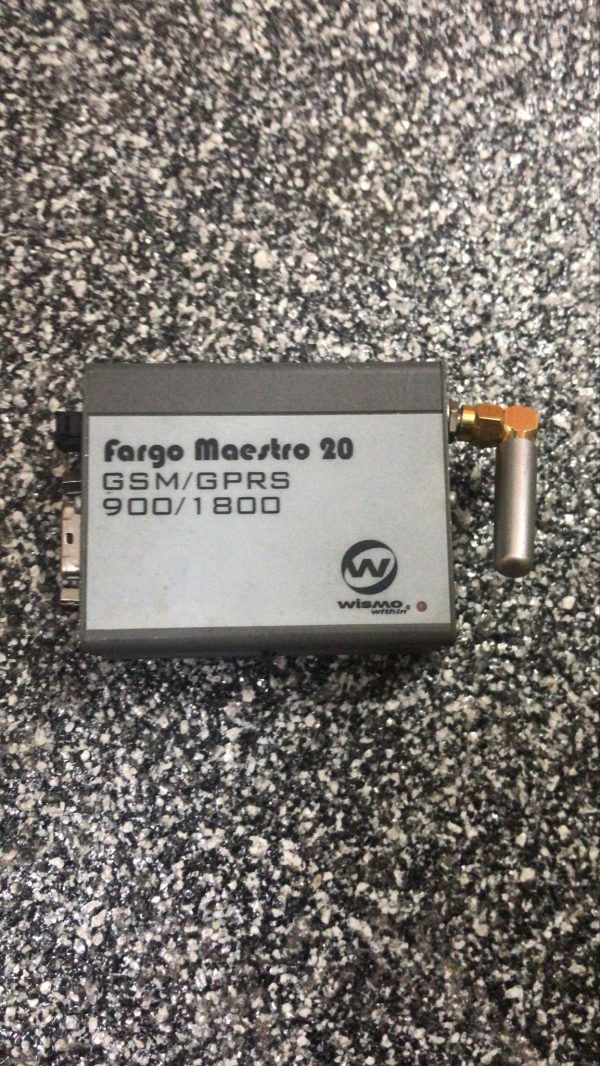 Fargo Maestro 20
GSM/GPRS
900/1800
W
wismo
within